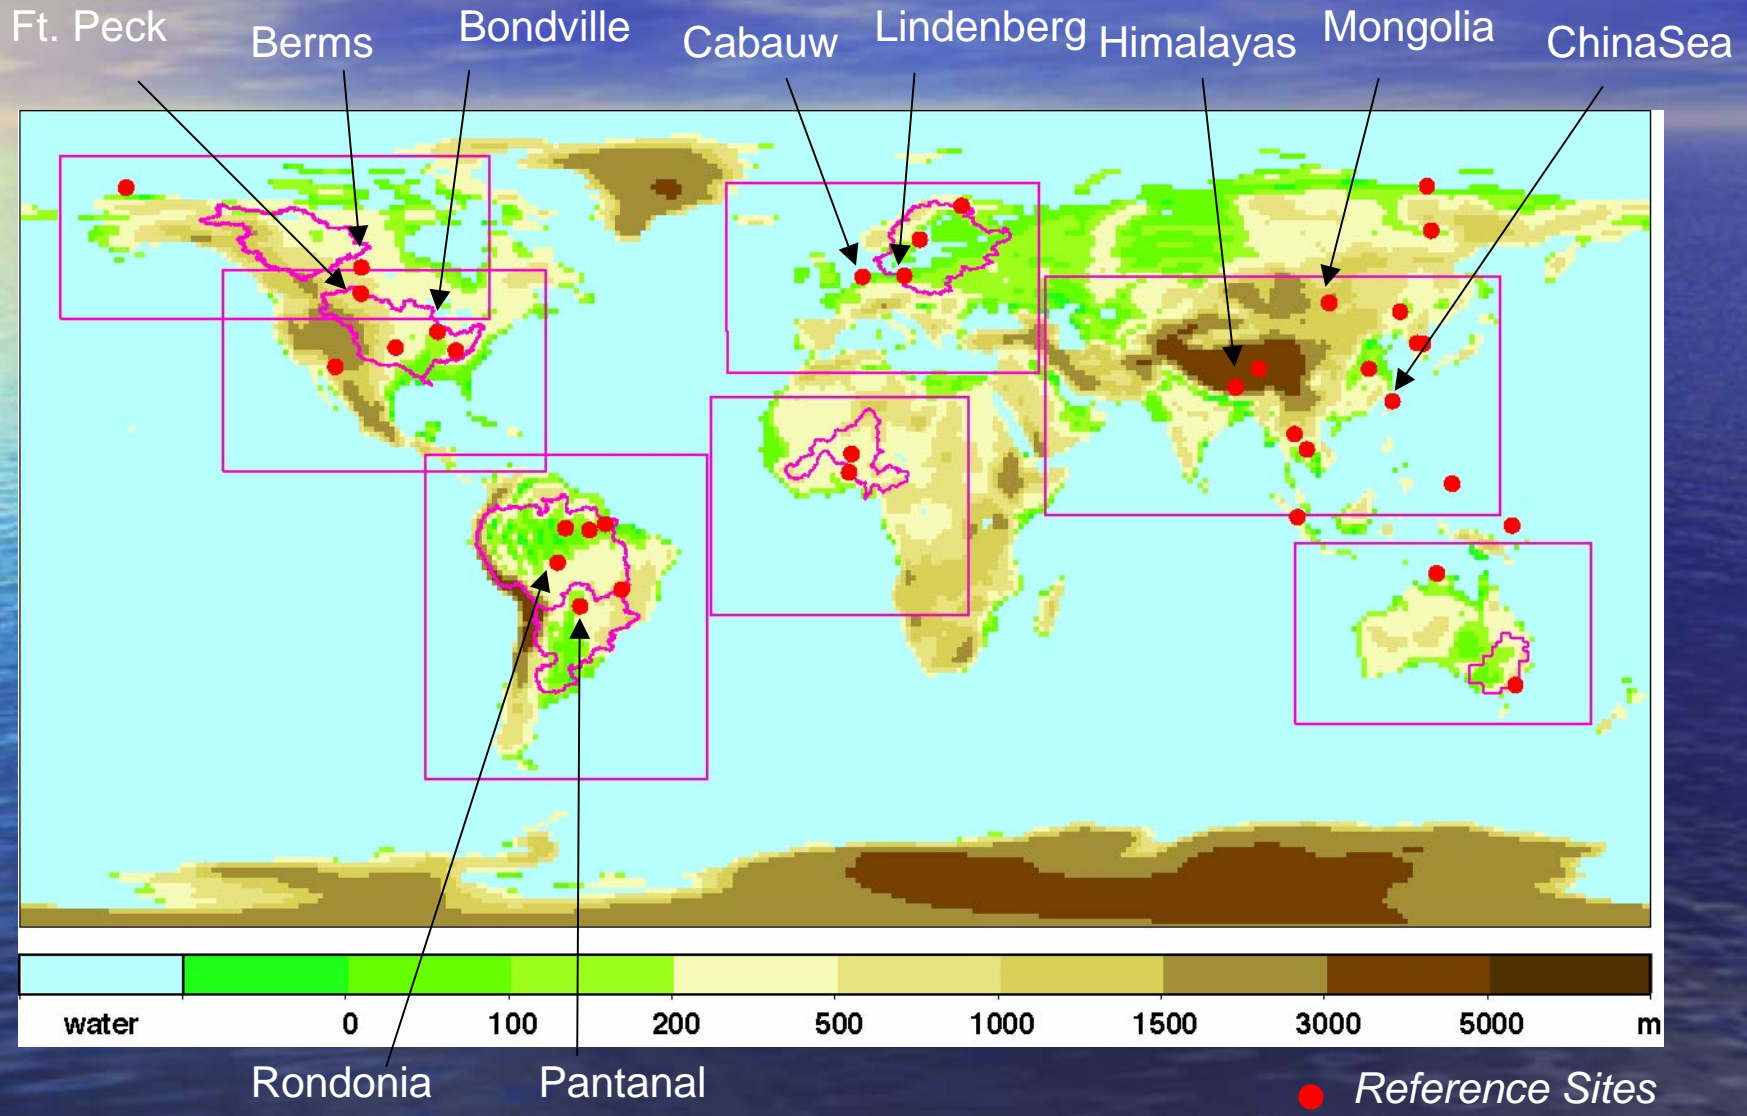 Ft. Peck Berms Bondville Cabauw Lindenberg Himalayas Mongolia ChinaSea
water 0 100 200 500 1000 1500 3000 5000 m
Rondonia Pantanal Reference Sites